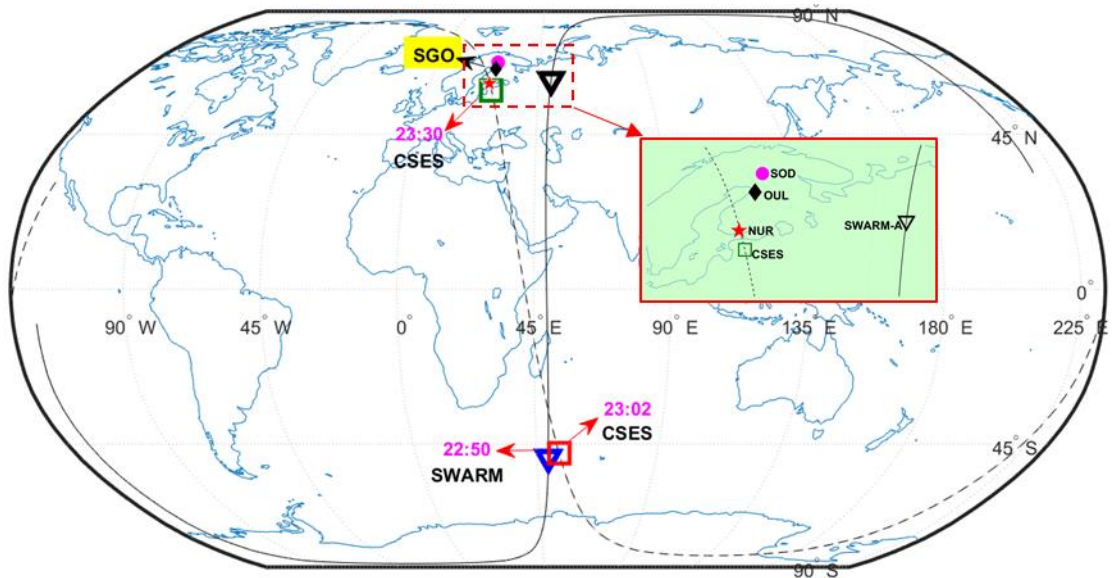 90° N
SGO
23:30
CSES
45° N
SOD
OUL
SWARM-A
NUR
CSES
0°
90° W
45° W
0°
45° E
90° E
135° E
180° E
225° E
23:02
CSES
22:50
SWARM
45° S
90° S